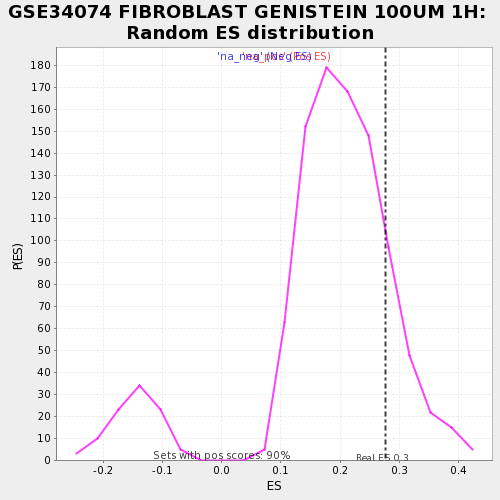 GSE34074 FIBROBLAST GENISTEIN 100UM 1H:
Random ES distribution
P(ES)
180
170
160
150
140
130
120
110
100
90
80
70
60
50
40
30
20
10
0
Sets with pos scores: 90%
Real ES 0.3
-0.2 -0.1 0.0 0.1 0.2 0.3 0.4
ES